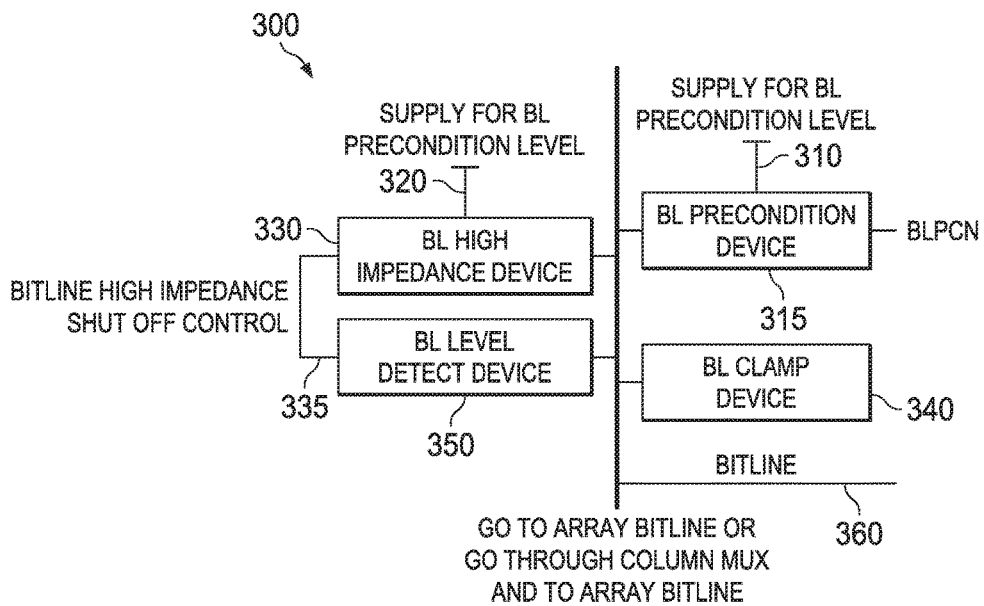 300
SUPPLY FOR BL
PRECONDITION LEVEL
320
330
BL HIGH
IMPEDANCE DEVICE
BITLINE HIGH IMPEDANCE
SHUT OFF CONTROL
BL LEVEL
DETECT DEVICE
335
350
SUPPLY FOR BL
PRECONDITION LEVEL
310
BL PRECONDITION
DEVICE
BLPCN
315
BL CLAMP
DEVICE
340
BITLINE
360
GO TO ARRAY BITLINE OR
GO THROUGH COLUMN MUX
AND TO ARRAY BITLINE